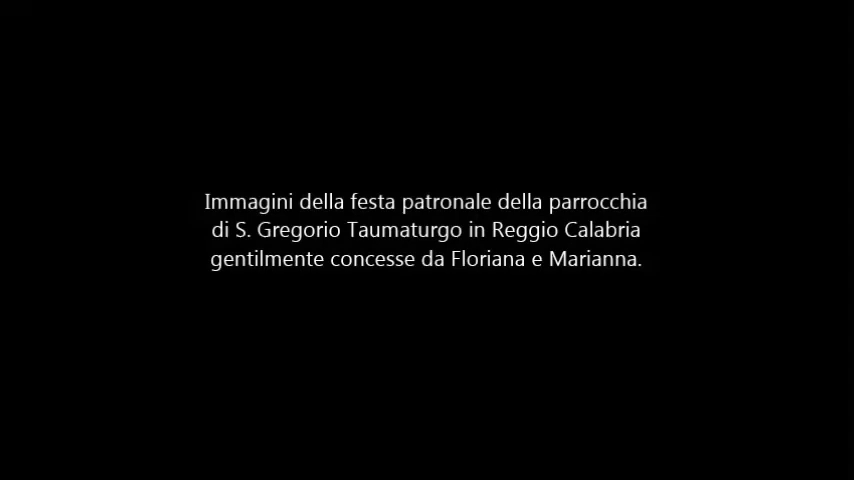 Immagini della festa patronale della parrocchia
di S. Gregorio Taumaturgo in Reggio Calabria
gentilmente concesse da Floriana e Marianna.